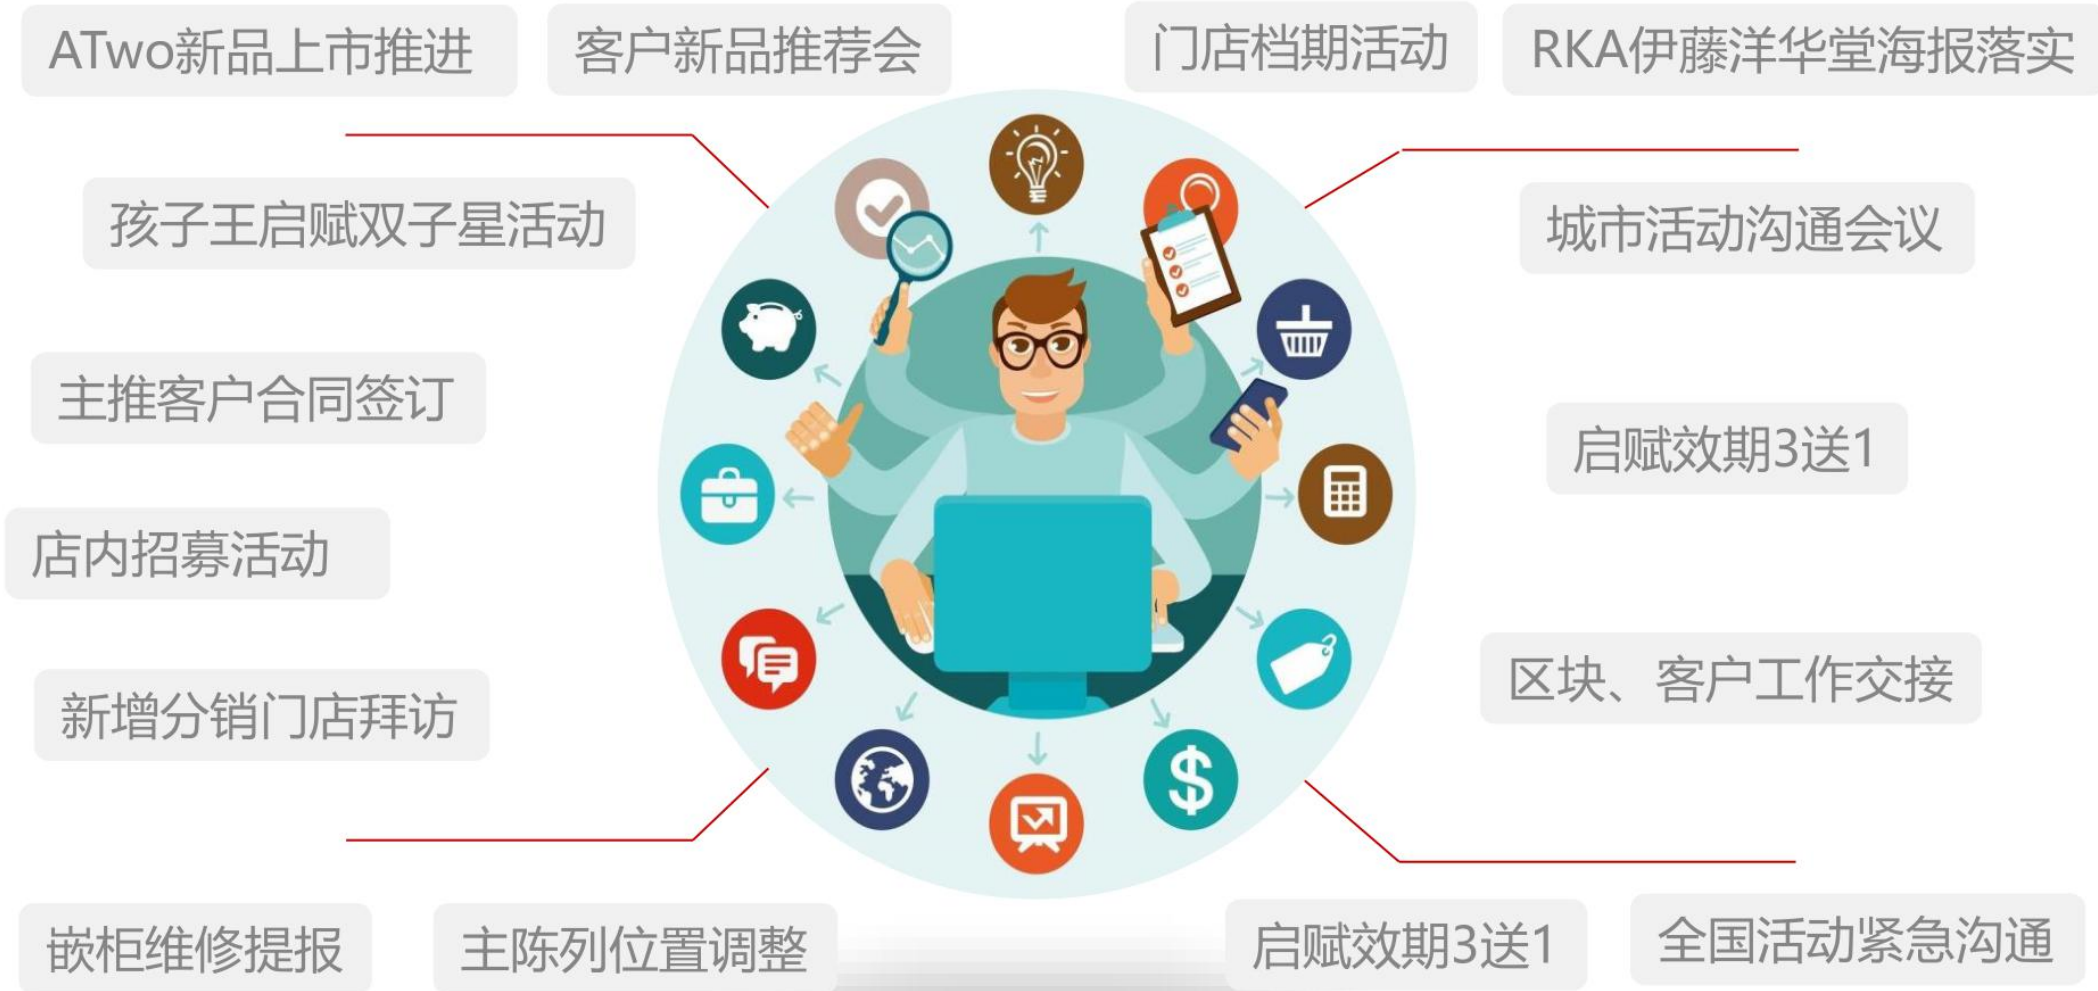 ATwo新品上市推进
客户新品推荐会
门店档期活动
RKA伊藤洋华堂海报落实
孩子王启赋双子星活动
城市活动沟通会议
主推客户合同签订
启赋效期3送1
店内招募活动
区块、客户工作交接
新增分销门店拜访
嵌柜维修提报
主陈列位置调整
启赋效期3送1
全国活动紧急沟通